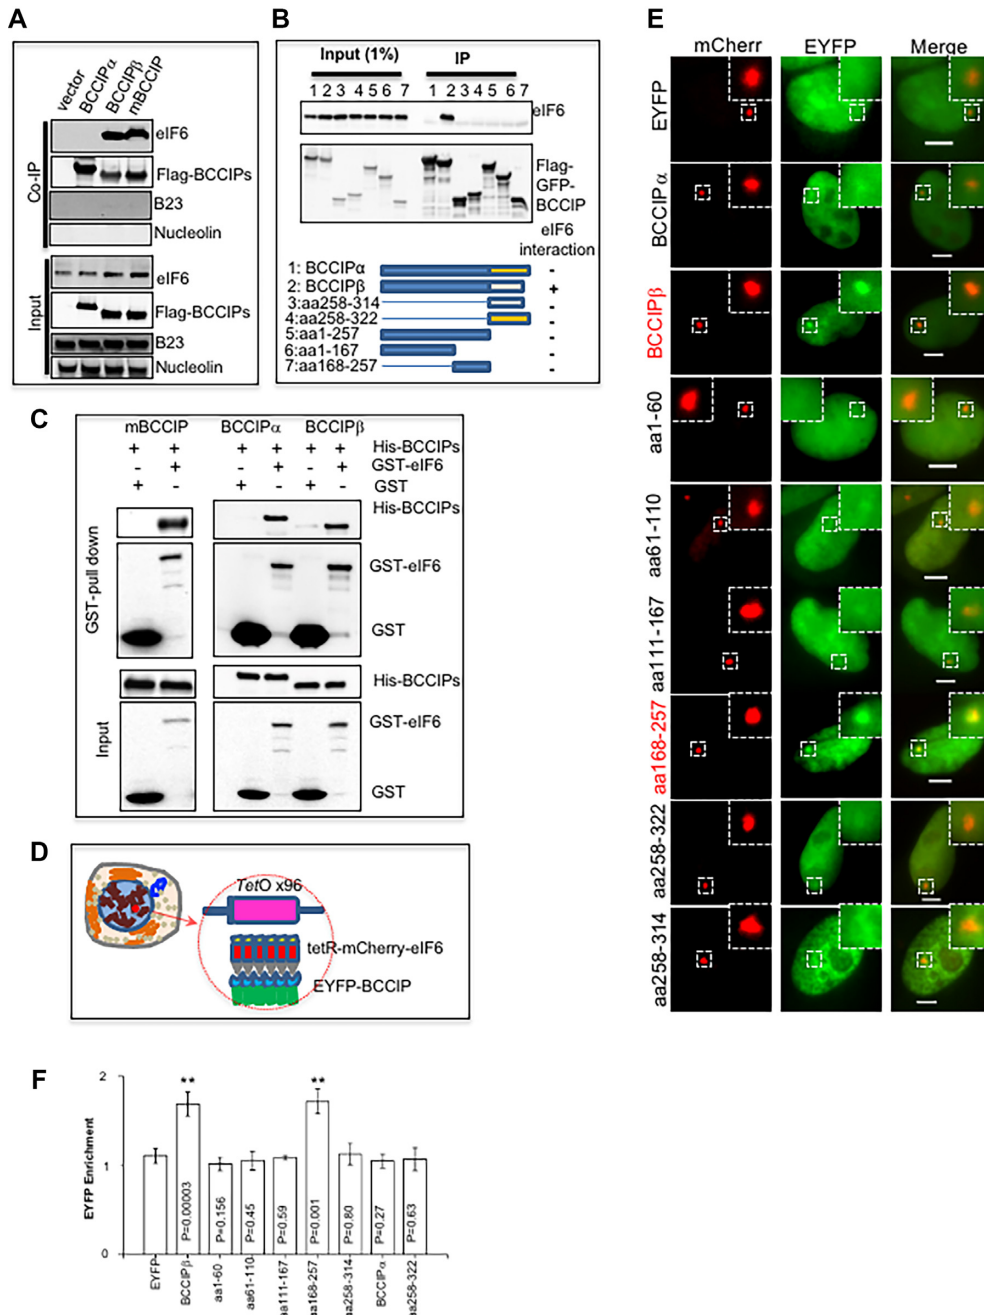 A
vector
BCCIPα
BCCIPβ
mBCCIP
Co-IP
eIF6
Flag-BCCIPs
B23
Nucleolin
Input
eIF6
Flag-BCCIPs
B23
Nucleolin
B
Input (1%) IP
1 2 3 4 5 6 7 1 2 3 4 5 6 7
eIF6
Flag-
GFP-
BCCIP
eIF6
interaction
1: BCCIPα -
2: BCCIPβ +
3:aa258-314 -
4:aa258-322 -
5:aa1-257 -
6:aa1-167 -
7:aa168-257 -
C
mBCCIP BCCIPα BCCIPβ
+ + + + + + His-BCCIPs
- + - + - + GST-eIF6
+ - + - + - GST
GST-pull down
His-BCCIPs
GST-eIF6
GST
Input
His-BCCIPs
GST-eIF6
GST
D
TetO x96
tetR-mCherry-eIF6
EYFP-BCCIP
E
mCherr EYFP Merge
EYFP
BCCIPα
BCCIPβ
aa1-60
aa61-110
aa111-167
aa168-257
aa258-322
aa258-314
F
EYFP Enrichment
2
1
0
** **
P=0.00003
P=0.156
P=0.45
P=0.59
P=0.001
P=0.80
P=0.27
P=0.63
EYFP
BCCIPβ
aa1-60
aa61-110
aa111-167
aa168-257
aa258-314
BCCIPα
aa258-322